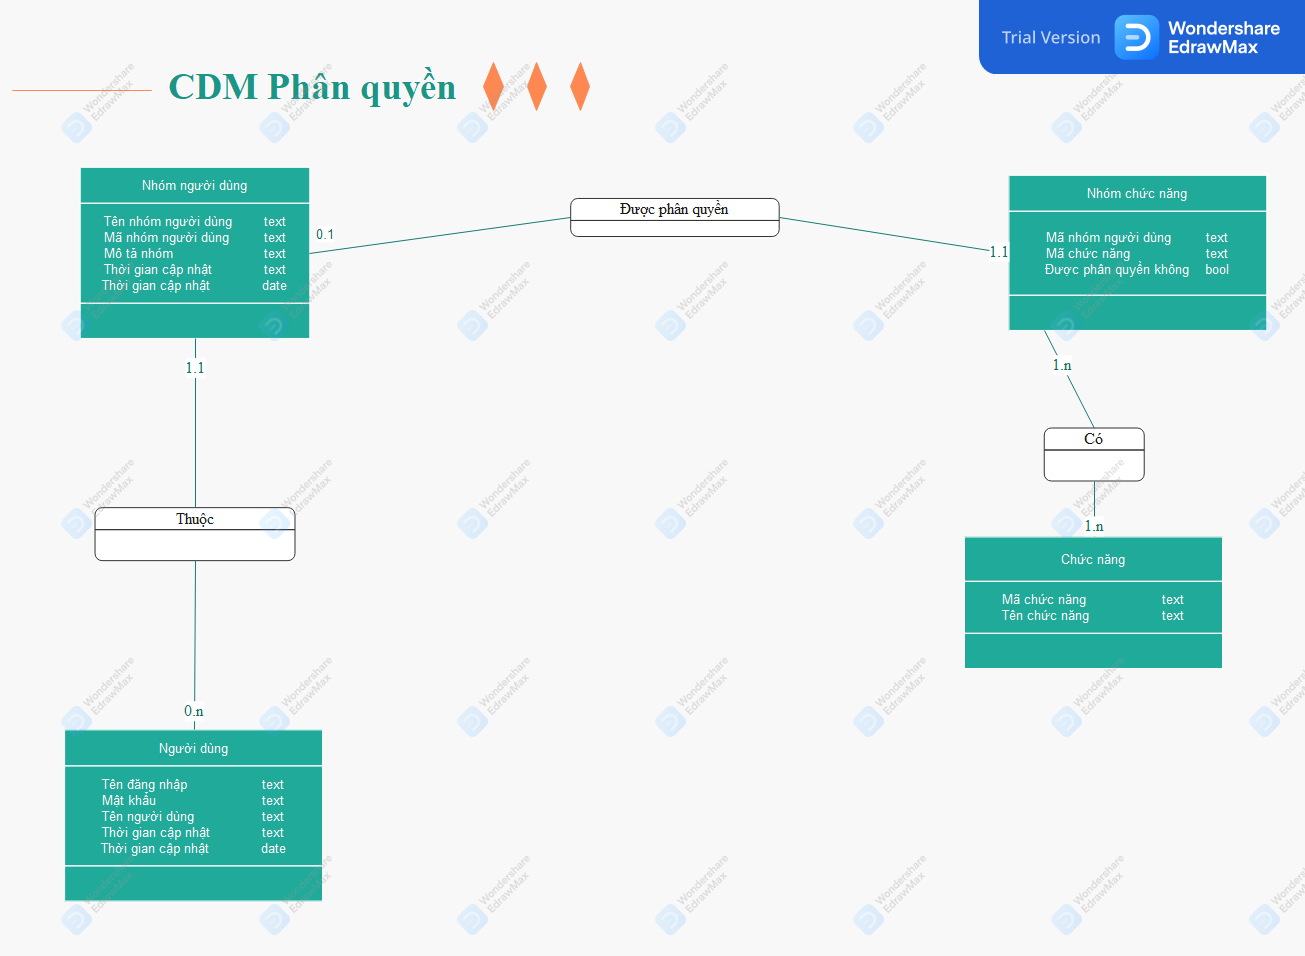 Trial Version
Wondershare
EdrawMax
CDM Phân quyền
Nhóm người dùng
Tên nhóm người dùng text
Mã nhóm người dùng text
Mô tả nhóm text
Thời gian cập nhật text
Thời gian cập nhật date
0.1
Được phân quyền
1.1
Nhóm chức năng
Mã nhóm người dùng text
Mã chức năng text
Được phân quyền không bool
1.1
1.n
Có
1.n
Thuộc
Chức năng
Mã chức năng text
Tên chức năng text
0.n
Người dùng
Tên đăng nhập text
Mật khẩu text
Tên người dùng text
Thời gian cập nhật text
Thời gian cập nhật date